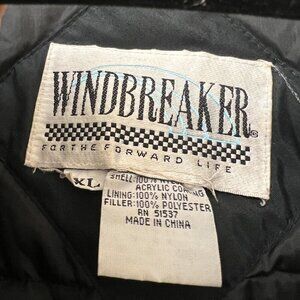 WINDBREAKER®
FOR THE FORWARD LIFE
XL
SHELL:100% NYLON
ACRYLIC COATING
LINING:100% NYLON
FILLER:100% POLYESTER
RN 51537
MADE IN CHINA